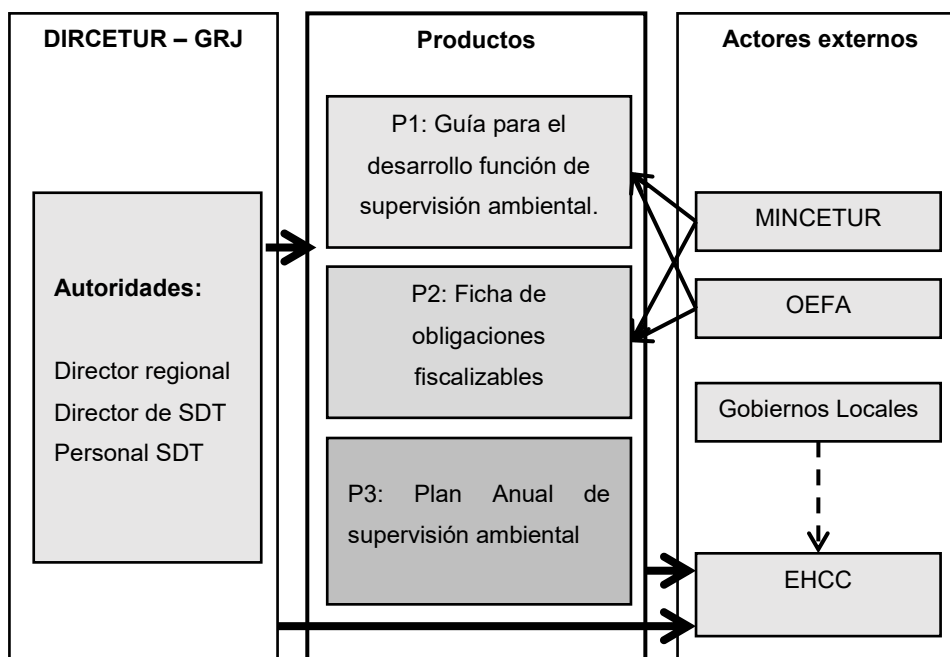 DIRCETUR – GRJ
Autoridades:
Director regional
Director de SDT
Personal SDT
Productos
P1: Guía para el
desarrollo función de
supervisión ambiental.
P2: Ficha de
obligaciones
fiscalizables
P3: Plan Anual de
supervisión ambiental
Actores externos
MINCETUR
OEFA
Gobiernos Locales
EHCC